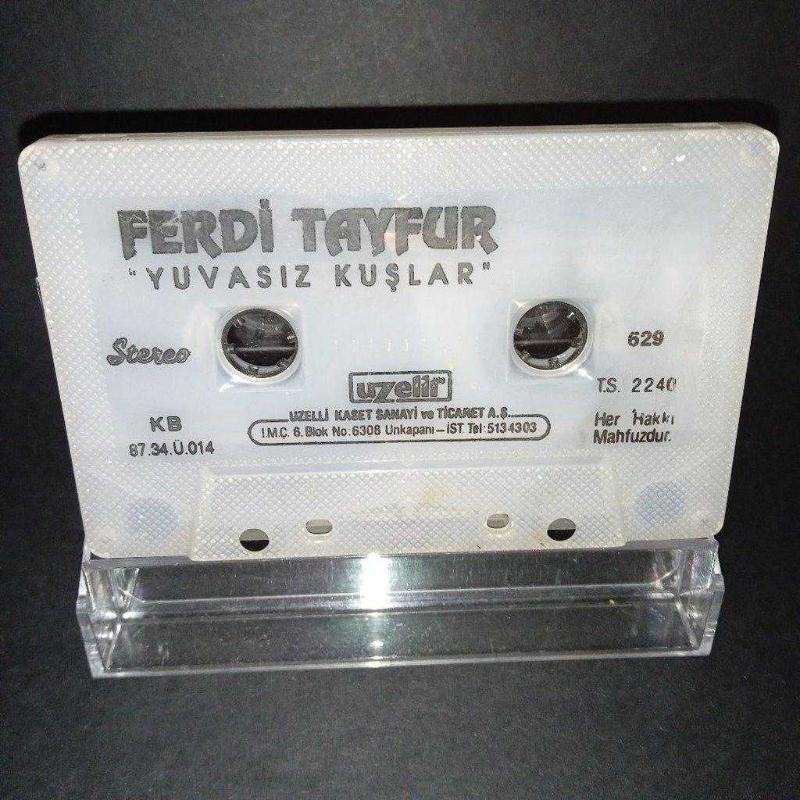 FERDİ TAYFUR
"YUVASIZ KUŞLAR"
Stereo
629
uzelli
T.S. 2240
UZELLİ KASET SANAYİ ve TİCARET A.Ş.
KB
İ.M.Ç. 6. Blok No: 6308 Unkapanı – İST. Tel: 5134303
Her Hakkı
Mahfuzdur.
87.34.Ü.014